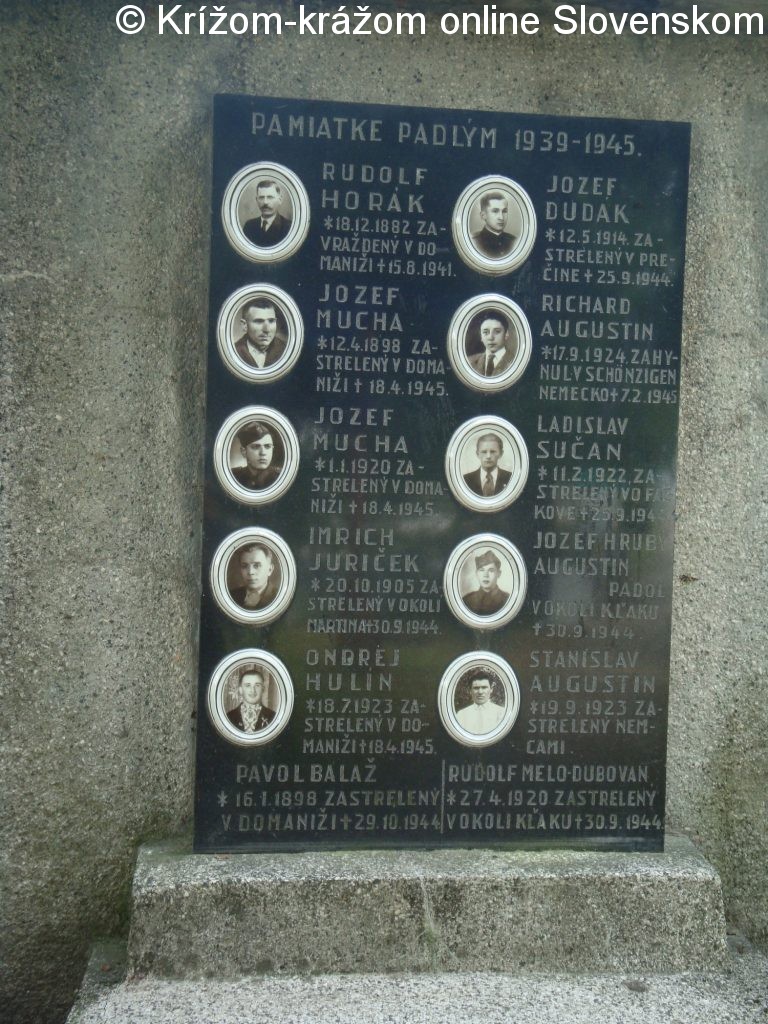 © Krížom-krážom online Slovenskom
PAMIATKE PADLÝM 1939-1945.
RUDOLF
HORÁK
*18.12.1882 ZA-
VRAŽDENÝ V DO-
MANIŽI †15.8.1941.
JOZEF
MUCHA
*12.4.1898 ZA-
STRELENÝ V DOMA-
NIŽI † 18.4.1945.
JOZEF
MUCHA
*1.1.1920 ZA-
STRELENÝ V DOMA-
NIŽI † 18.4.1945.
IMRICH
JURIČEK
*20.10.1905 ZA
STRELENÝ V OKOLI
MARTINA †30.9.1944.
ONDREJ
HULÍN
*18.7.1923 ZA-
STRELENÝ V DO-
MANIŽI †18.4.1945.
JOZEF
DUDÁK
*12.5.1914. ZA-
STRELENÝ V PRE-
ČINE † 25.9.1944.
RICHARD
AUGUSTIN
*17.9.1924, ZAHY-
NUL V SCHÖNZIGEN
NEMECKO †7.2.1945
LADISLAV
SUČAN
*11.2.1922, ZA-
STRELENÝ VO FA-
KOVE †
JOZEF HRUBÝ
AUGUSTIN
PADOL
V OKOLI KĽAKU
†30.9.1944
STANISLAV
AUGUSTIN
*19.9.1923 ZA-
STRELENÝ NEM-
CAMI
PAVOL BALAŽ
*16.1.1898 ZASTRELENÝ
V DOMANIŽI †29.10.1944
RUDOLF MELO-DUBOVAN,
*27.4.1920 ZASTRELENÝ
V OKOLI KĽAKU †30.9.1944.